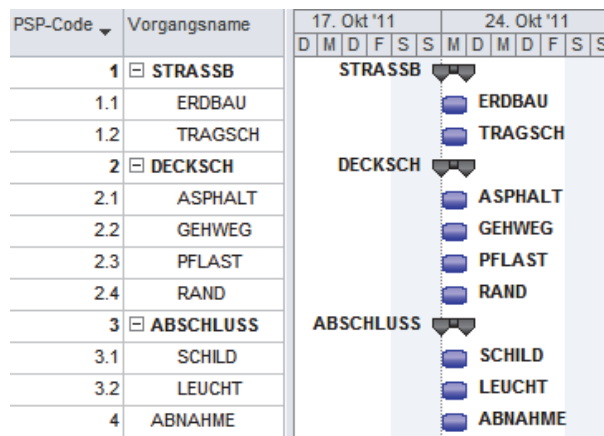 PSP-Code Vorgangsname 17. Okt '11 24. Okt '11
D M D F S S M D M D F S S
1 STRASSB STRASSB
1.1 ERDBAU ERDBAU
1.2 TRAGSCH TRAGSCH
2 DECKSCH DECKSCH
2.1 ASPHALT ASPHALT
2.2 GEHWEG GEHWEG
2.3 PFLAST PFLAST
2.4 RAND RAND
3 ABSCHLUSS ABSCHLUSS
3.1 SCHILD SCHILD
3.2 LEUCHT LEUCHT
4 ABNAHME ABNAHME